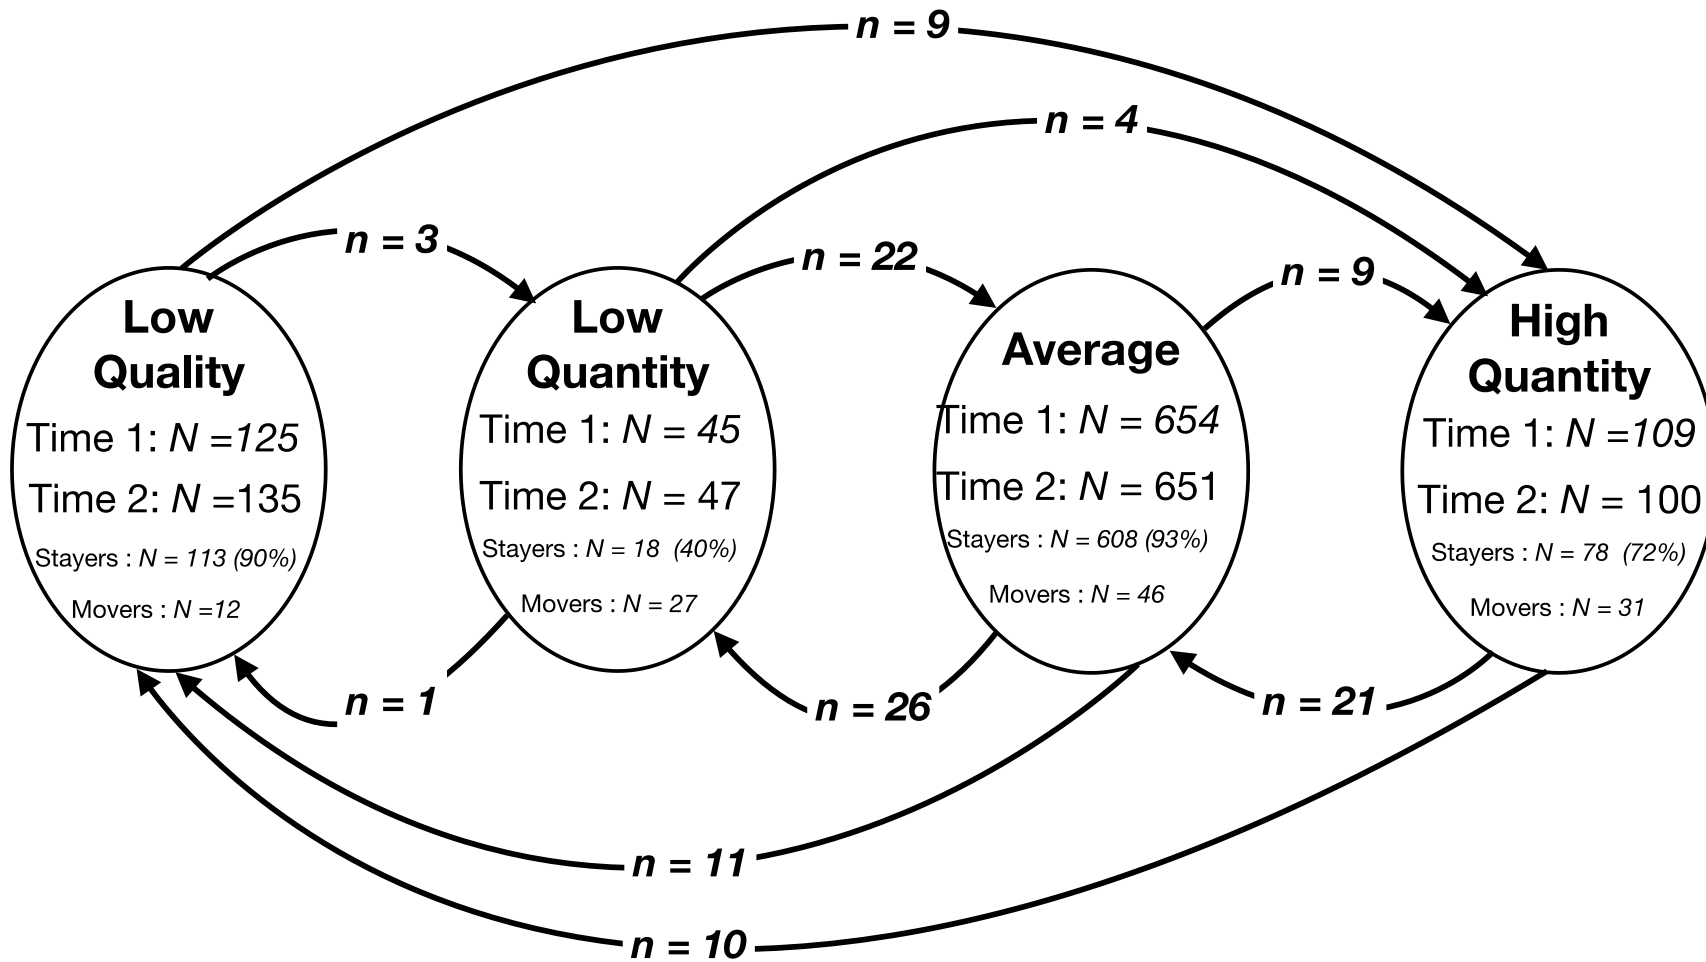 n = 9
n = 4
n = 3
n = 22
n = 9
Low
Quality
Time 1: N =125
Time 2: N =135
Stayers : N = 113 (90%)
Movers : N =12
Low
Quantity
Time 1: N = 45
Time 2: N = 47
Stayers : N = 18 (40%)
Movers : N = 27
Average
Time 1: N = 654
Time 2: N = 651
Stayers : N = 608 (93%)
Movers : N = 46
High
Quantity
Time 1: N =109
Time 2: N = 100
Stayers : N = 78 (72%)
Movers : N = 31
n = 1
n = 26
n = 21
n = 11
n = 10